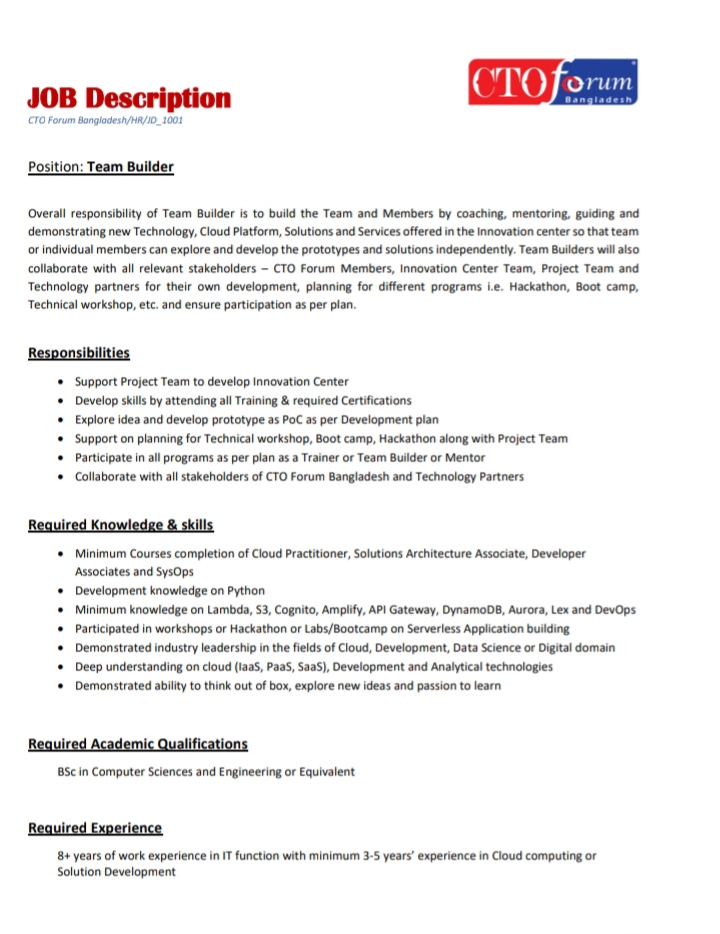 JOB Description
CTO Forum Bangladesh/HR/JD_1001
CTO forum
Bangladesh
Position: Team Builder
Overall responsibility of Team Builder is to build the Team and Members by coaching, mentoring, guiding and
demonstrating new Technology, Cloud Platform, Solutions and Services offered in the Innovation center so that team
or individual members can explore and develop the prototypes and solutions independently. Team Builders will also
collaborate with all relevant stakeholders – CTO Forum Members, Innovation Center Team, Project Team and
Technology partners for their own development, planning for different programs i.e. Hackathon, Boot camp,
Technical workshop, etc. and ensure participation as per plan.
Responsibilities
• Support Project Team to develop Innovation Center
• Develop skills by attending all Training & required Certifications
• Explore idea and develop prototype as PoC as per Development plan
• Support on planning for Technical workshop, Boot camp, Hackathon along with Project Team
• Participate in all programs as per plan as a Trainer or Team Builder or Mentor
• Collaborate with all stakeholders of CTO Forum Bangladesh and Technology Partners
Required Knowledge & skills
• Minimum Courses completion of Cloud Practitioner, Solutions Architecture Associate, Developer
Associates and SysOps
• Development knowledge on Python
• Minimum knowledge on Lambda, S3, Cognito, Amplify, API Gateway, DynamoDB, Aurora, Lex and DevOps
• Participated in workshops or Hackathon or Labs/Bootcamp on Serverless Application building
• Demonstrated industry leadership in the fields of Cloud, Development, Data Science or Digital domain
• Deep understanding on cloud (IaaS, PaaS, SaaS), Development and Analytical technologies
• Demonstrated ability to think out of box, explore new ideas and passion to learn
Required Academic Qualifications
BSc in Computer Sciences and Engineering or Equivalent
Required Experience
8+ years of work experience in IT function with minimum 3-5 years' experience in Cloud computing or
Solution Development